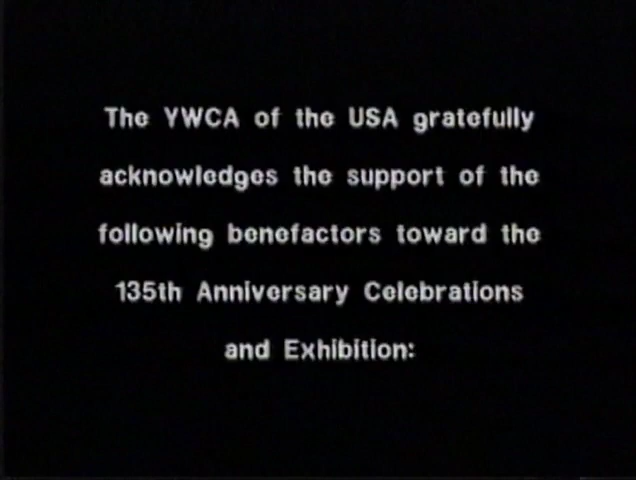 The YWCA of the USA gratefully
acknowledges the support of the
following benefactors toward the
135th Anniversary Celebrations
and Exhibition: